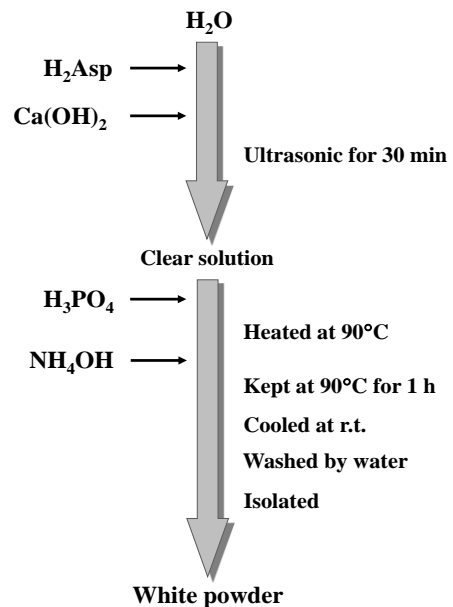 H₂O
H₂Asp
Ca(OH)₂
Ultrasonic for 30 min
Clear solution
H₃PO₄
Heated at 90°C
NH₄OH
Kept at 90°C for 1 h
Cooled at r.t.
Washed by water
Isolated
White powder